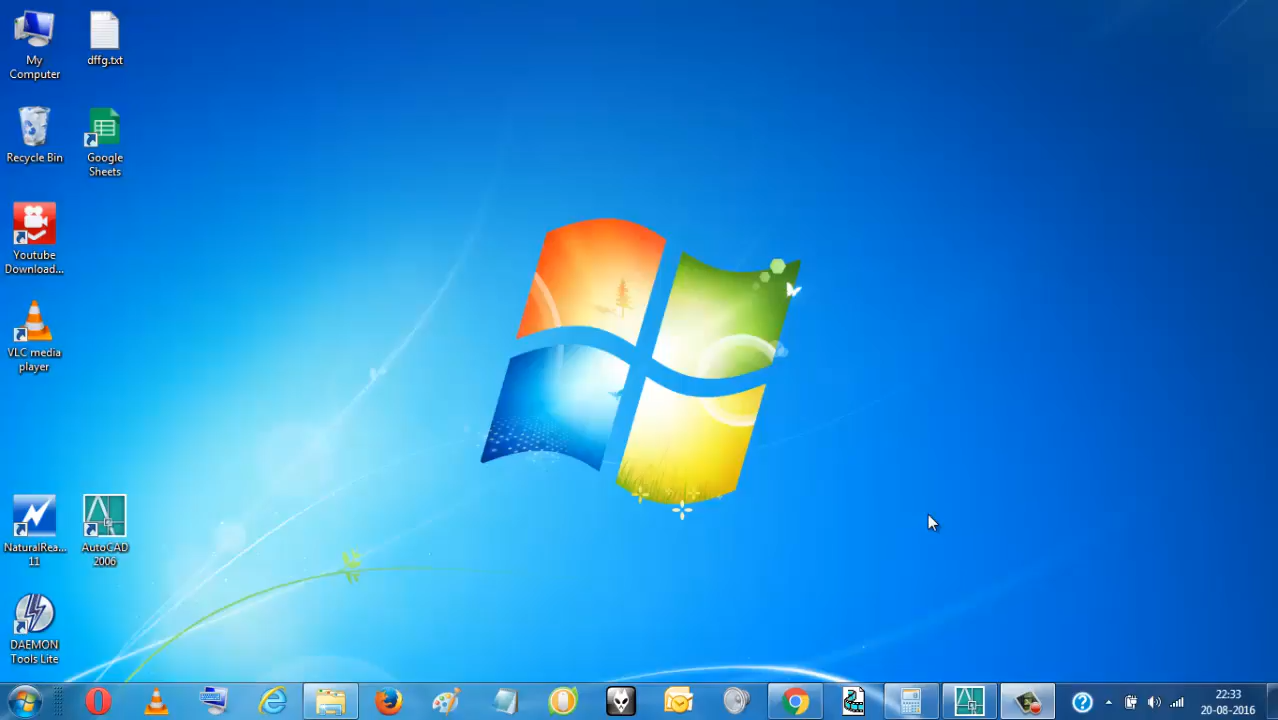 My
Computer
dffg.txt
Recycle Bin
Google
Sheets
Youtube
Download...
VLC media
player
NaturalRea...
11
AutoCAD
2006
DAEMON
Tools Lite
22:33
20-08-2016